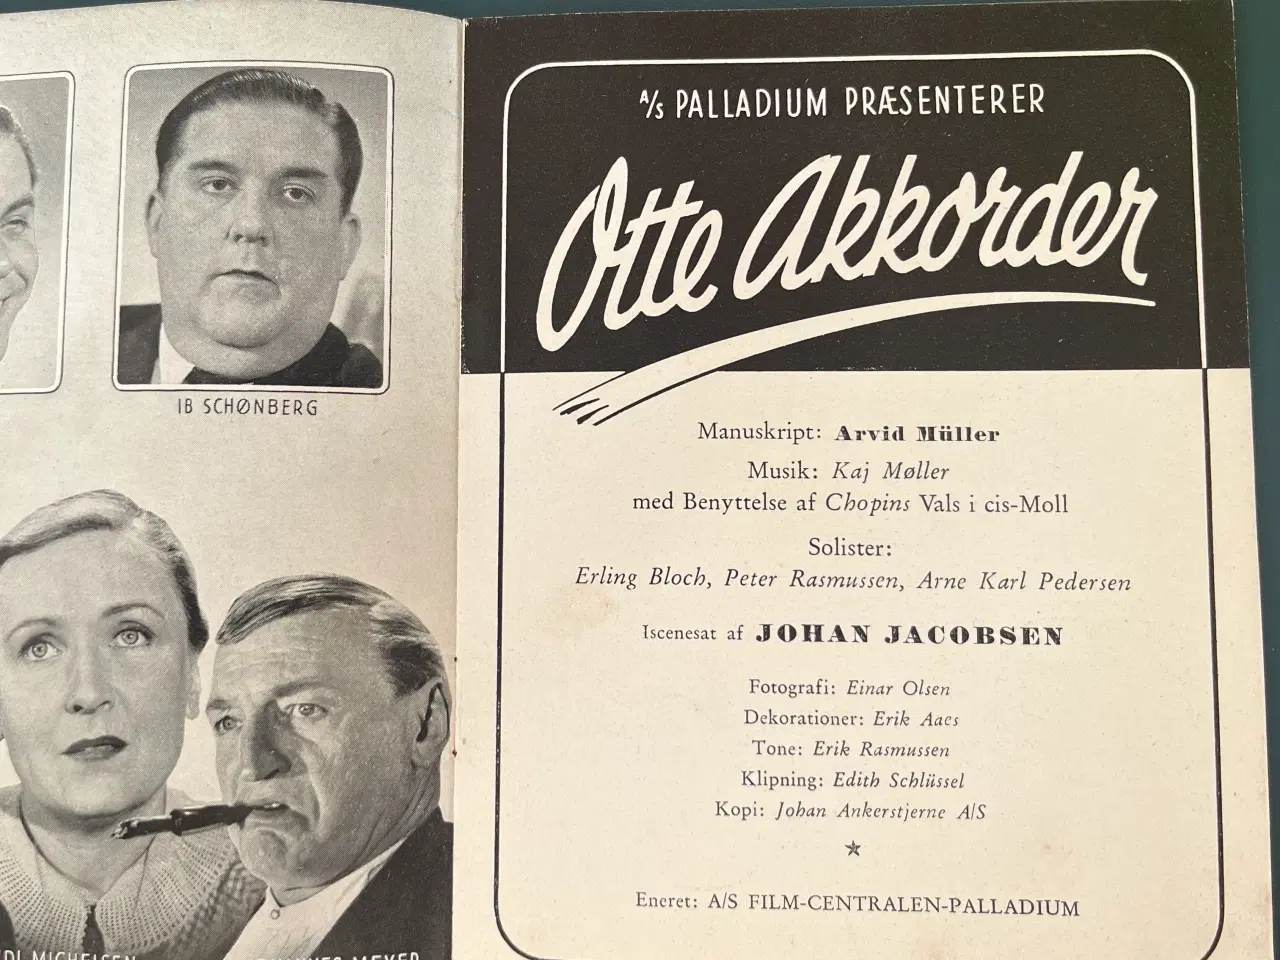 IB SCHØNBERG
MICHELSEN
MEYER
A/S PALLADIUM PRÆSENTERER
Otte Akkorder
Manuskript: Arvid Müller
Musik: Kaj Møller
med Benyttelse af Chopins Vals i cis-Moll
Solister:
Erling Bloch, Peter Rasmussen, Arne Karl Pedersen
Iscenesat af JOHAN JACOBSEN
Fotografi: Einar Olsen
Dekorationer: Erik Aaes
Tone: Erik Rasmussen
Klipning: Edith Schlüssel
Kopi: Johan Ankerstjerne A/S
Eneret: A/S FILM-CENTRALEN-PALLADIUM